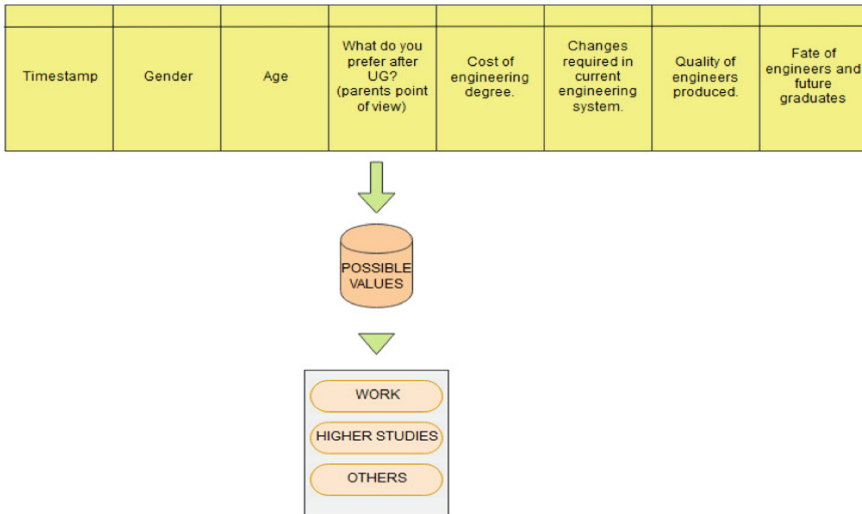 Timestamp
Gender
Age
What do you
prefer after
UG?
(parents point
of view)
Cost of
engineering
degree.
Changes
required in
current
engineering
system.
Quality of
engineers
produced.
Fate of
engineers and
future
graduates
POSSIBLE
VALUES
WORK
HIGHER STUDIES
OTHERS